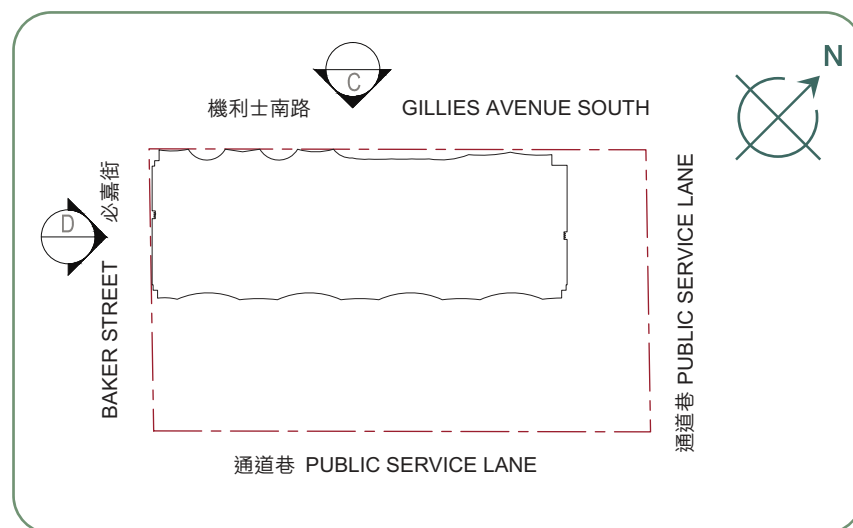 C
N
機利士南路 GILLIES AVENUE SOUTH
必嘉街
D
BAKER STREET
通道巷 PUBLIC SERVICE LANE
通道巷 PUBLIC SERVICE LANE